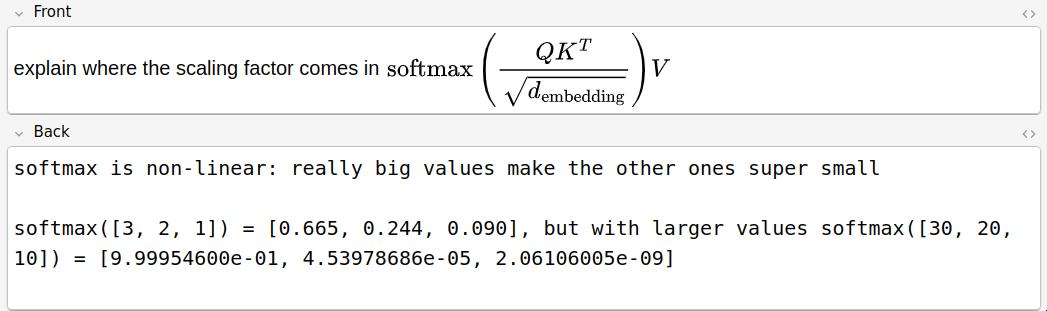 Front
explain where the scaling factor comes in softmax(QK^T / √d_embedding)V
Back
softmax is non-linear: really big values make the other ones super small
softmax([3, 2, 1]) = [0.665, 0.244, 0.090], but with larger values softmax([30, 20,
10]) = [9.99954600e-01, 4.53978686e-05, 2.06106005e-09]